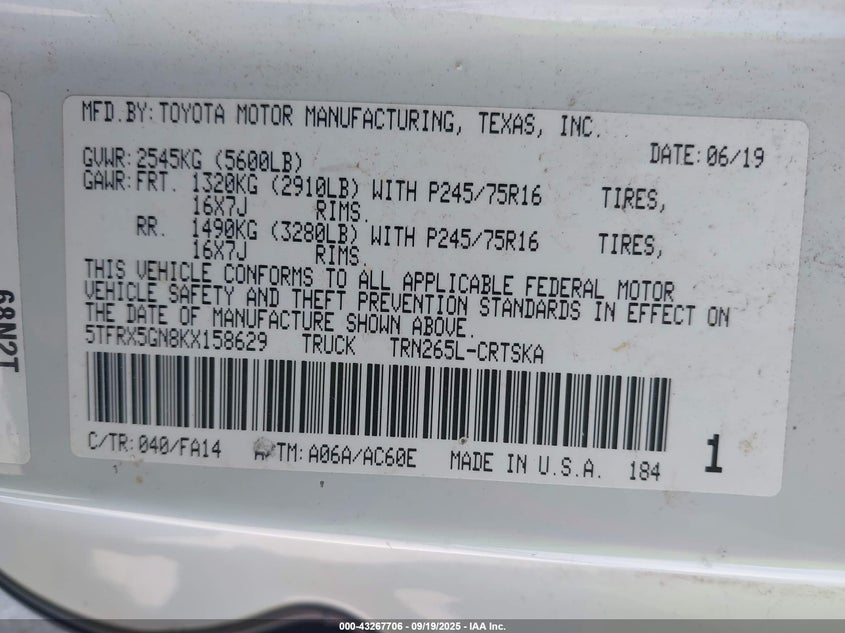 MFD.BY: TOYOTA MOTOR MANUFACTURING, TEXAS, INC.
DATE: 06/19
GVWR: 2545KG (5600LB)
GAWR: FRT. 1320KG (2910LB) WITH P245/75R16 TIRES,
16X7J RIMS.
RR. 1490KG (3280LB) WITH P245/75R16 TIRES,
16X7J RIMS.
THIS VEHICLE CONFORMS TO ALL APPLICABLE FEDERAL MOTOR
VEHICLE SAFETY AND THEFT PREVENTION STANDARDS IN EFFECT ON
THE DATE OF MANUFACTURE SHOWN ABOVE.
5TFRX5GN8KX158629 TRUCK TRN265L-CRTSKA
C/TR: 040/FA14 /TM: A06A/AC60E MADE IN U.S.A. 184 1
68N2T
000-43267706 - 09/19/2025 - IAA Inc.